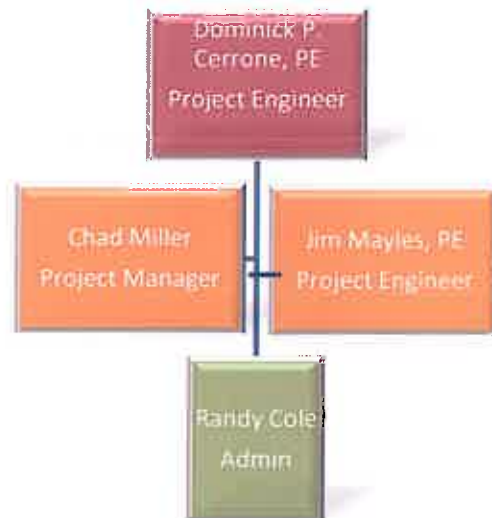 Dominick P.
Cerrone, PE
Project Engineer
Chad Miller
Project Manager
Jim Mayles, PE
Project Engineer
Randy Cole
Admin